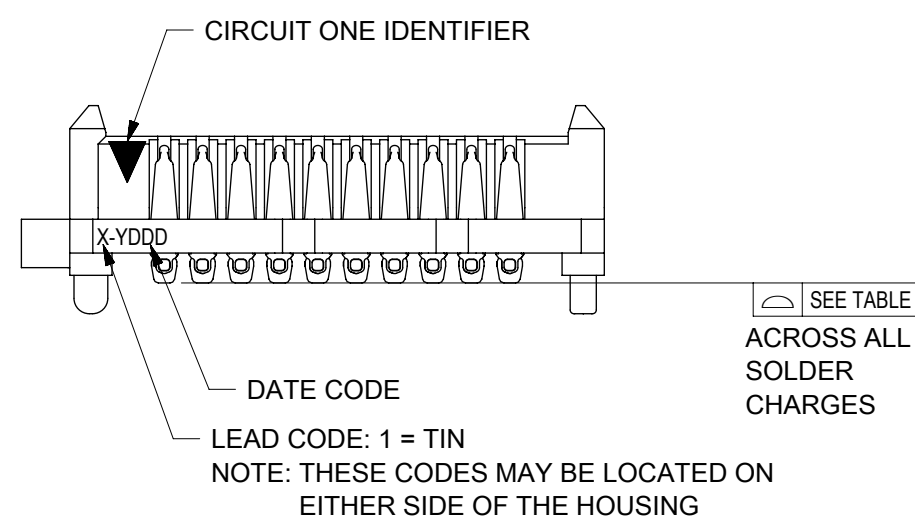 CIRCUIT ONE IDENTIFIER
X-YDDD
SEE TABLE
ACROSS ALL
SOLDER
CHARGES
DATE CODE
LEAD CODE: 1 = TIN
NOTE: THESE CODES MAY BE LOCATED ON
EITHER SIDE OF THE HOUSING